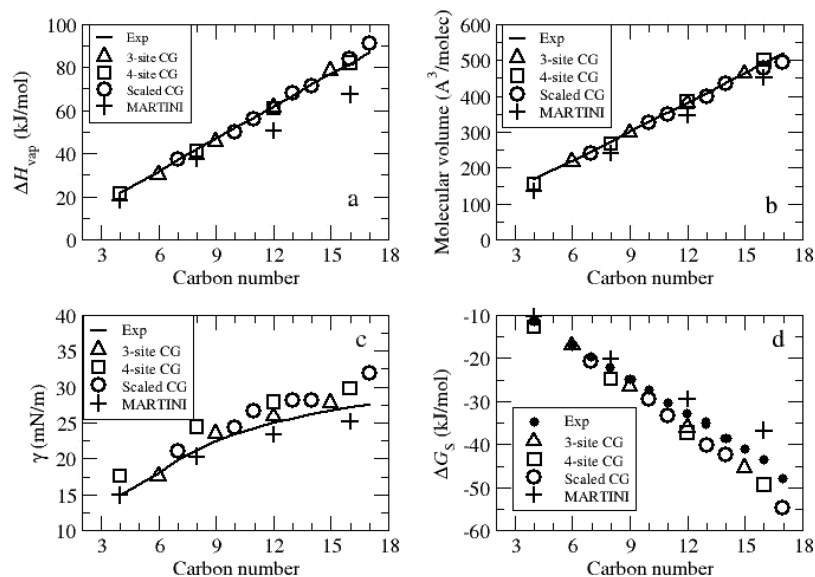 100
80
60
40
20
0
ΔHvap (kJ/mol)
Exp
3-site CG
4-site CG
Scaled CG
MARTINI
a
3 6 9 12 15 18
Carbon number
600
500
400
300
200
100
0
Molecular volume (A³/molec)
Exp
3-site CG
4-site CG
Scaled CG
MARTINI
b
3 6 9 12 15 18
Carbon number
40
35
30
25
20
15
10
γ (mN/m)
Exp
3-site CG
4-site CG
Scaled CG
MARTINI
c
3 6 9 12 15 18
Carbon number
-10
-20
-30
-40
-50
-60
ΔGS (kJ/mol)
d
Exp
3-site CG
4-site CG
Scaled CG
MARTINI
3 6 9 12 15 18
Carbon number